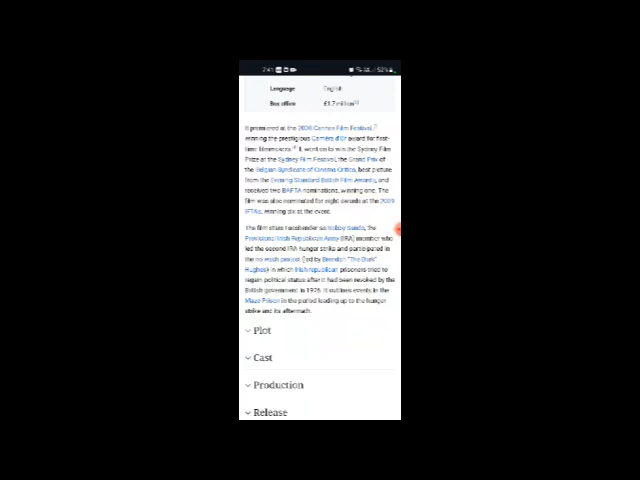 Language English
Box office £1.7 million
It premiered at the 2008 Cannes Film Festival,
winning the prestigious Caméra d'Or award for first-
time filmmakers. It went on to win the Sydney Film
Prize at the Sydney Film Festival, the Grand Prix of
the Belgian Syndicate of Cinema Critics, best picture
from the Evening Standard British Film Awards, and
received two BAFTA nominations, winning one. The
film was also nominated for eight awards at the 2009
IFTAs, winning six at the event.
The film stars Fassbender as Bobby Sands, the
Provisional Irish Republican Army (IRA) member who
led the second IRA hunger strike and participated in
the no wash protest (led by Brendan "The Dark"
Hughes) in which Irish republican prisoners tried to
regain political status after it had been revoked by the
British government in 1976. It outlines events in the
Maze Prison in the period leading up to the hunger
strike and its aftermath.
Plot
Cast
Production
Release